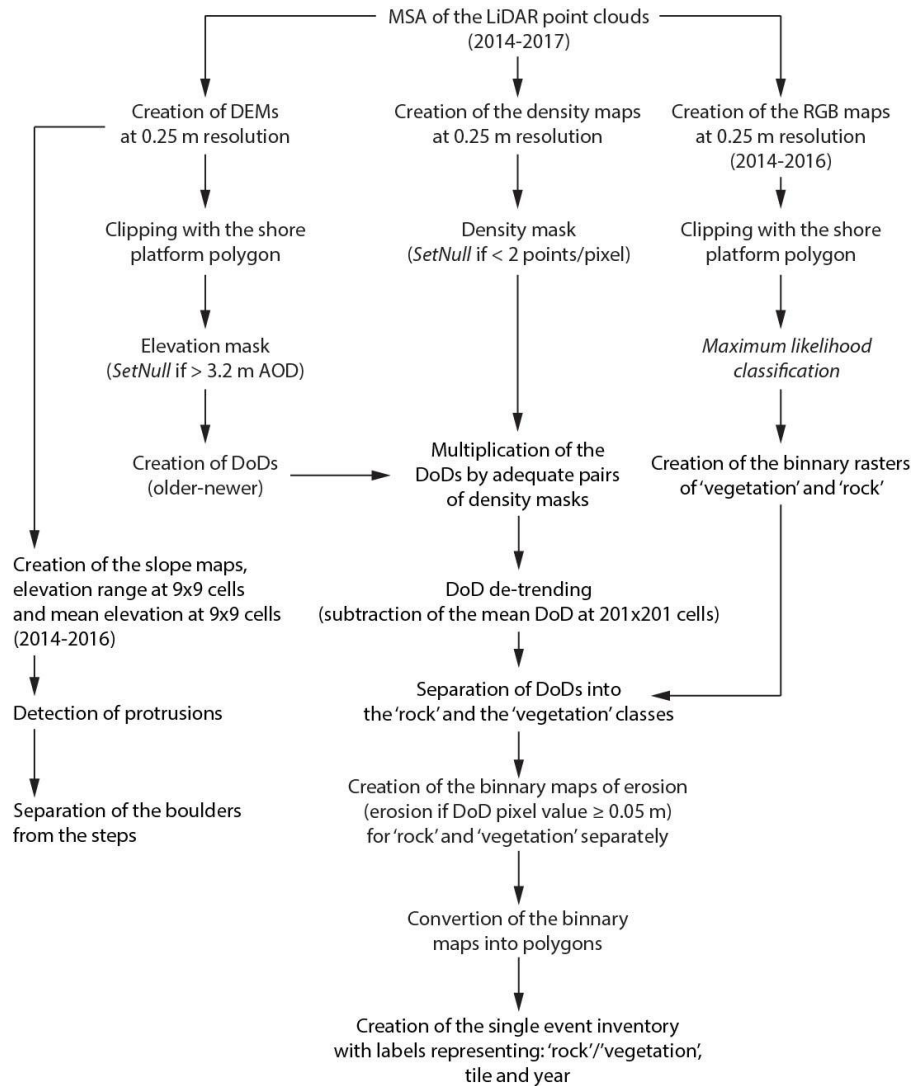 MSA of the LiDAR point clouds
(2014-2017)
Creation of DEMs
at 0.25 m resolution
Creation of the density maps
at 0.25 m resolution
Creation of the RGB maps
at 0.25 m resolution
(2014-2016)
Clipping with the shore
platform polygon
Density mask
(SetNull if < 2 points/pixel)
Clipping with the shore
platform polygon
Elevation mask
(SetNull if > 3.2 m AOD)
Maximum likelihood
classification
Creation of DoDs
(older-newer)
Multiplication of the
DoDs by adequate pairs
of density masks
Creation of the binnary rasters
of ‘vegetation’ and ‘rock’
Creation of the slope maps,
elevation range at 9x9 cells
and mean elevation at 9x9 cells
(2014-2016)
DoD de-trending
(subtraction of the mean DoD at 201x201 cells)
Detection of protrusions
Separation of DoDs into
the ‘rock’ and the ‘vegetation’ classes
Separation of the boulders
from the steps
Creation of the binnary maps of erosion
(erosion if DoD pixel value ≥ 0.05 m)
for ‘rock’ and ‘vegetation’ separately
Convertion of the binnary
maps into polygons
Creation of the single event inventory
with labels representing: ‘rock’/‘vegetation’,
tile and year